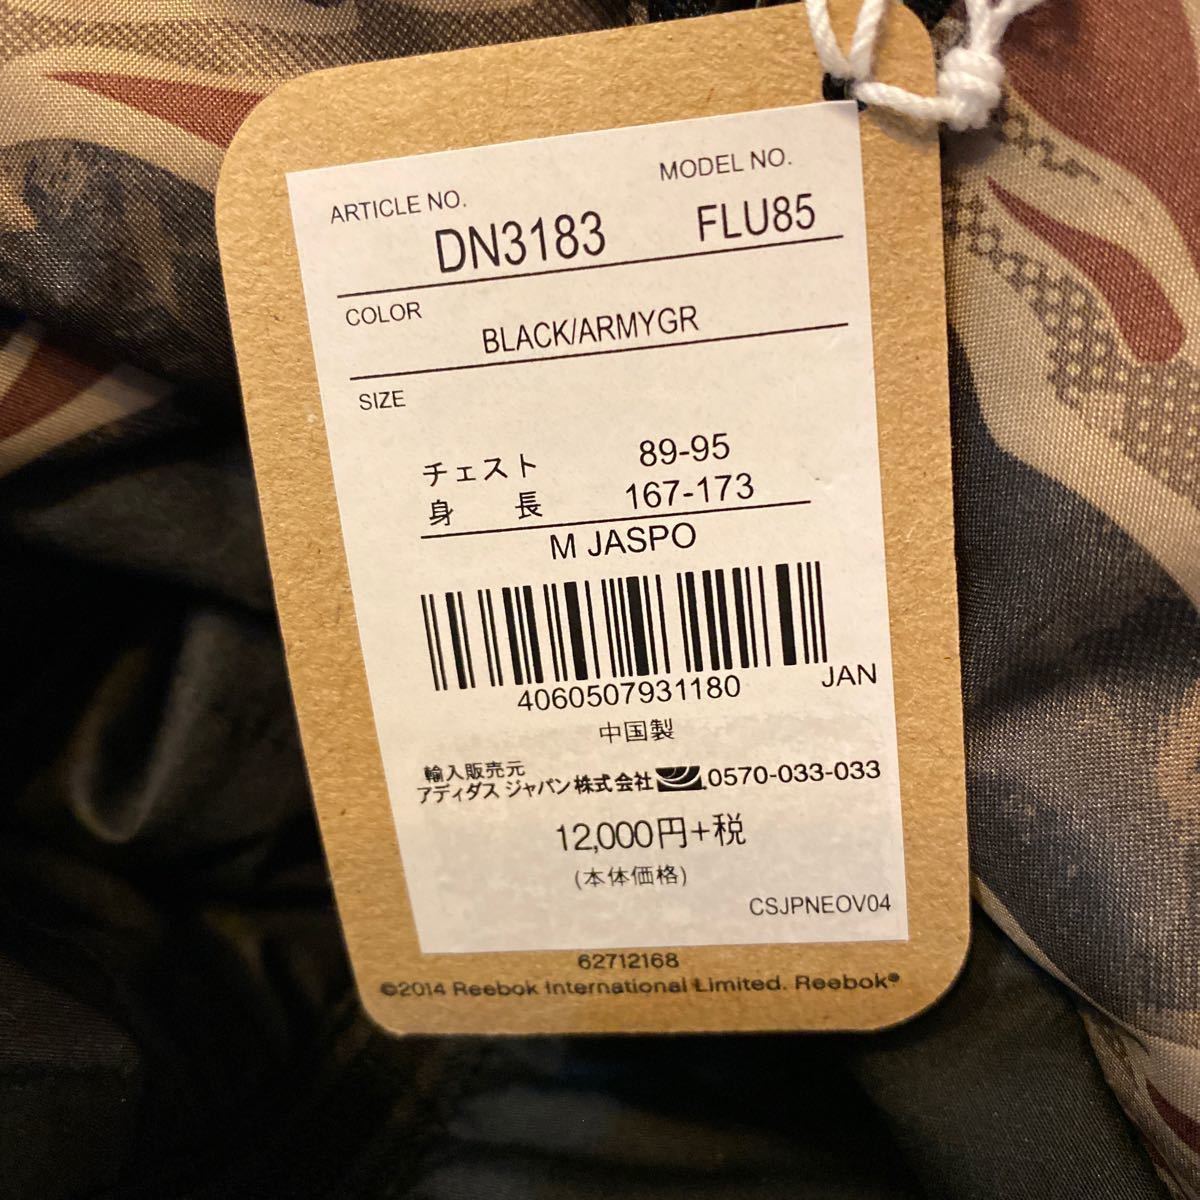 ARTICLE NO. MODEL NO.
DN3183 FLU85
COLOR
BLACK/ARMYGR
SIZE
チェスト 89-95
身 長 167-173
M JASPO
4060507931180 JAN
中国製
輸入販売元
アディダス ジャパン株式会社 0570-033-033
12,000円+税
(本体価格)
CSJPNEOV04
62712168
©2014 Reebok International Limited. Reebok®